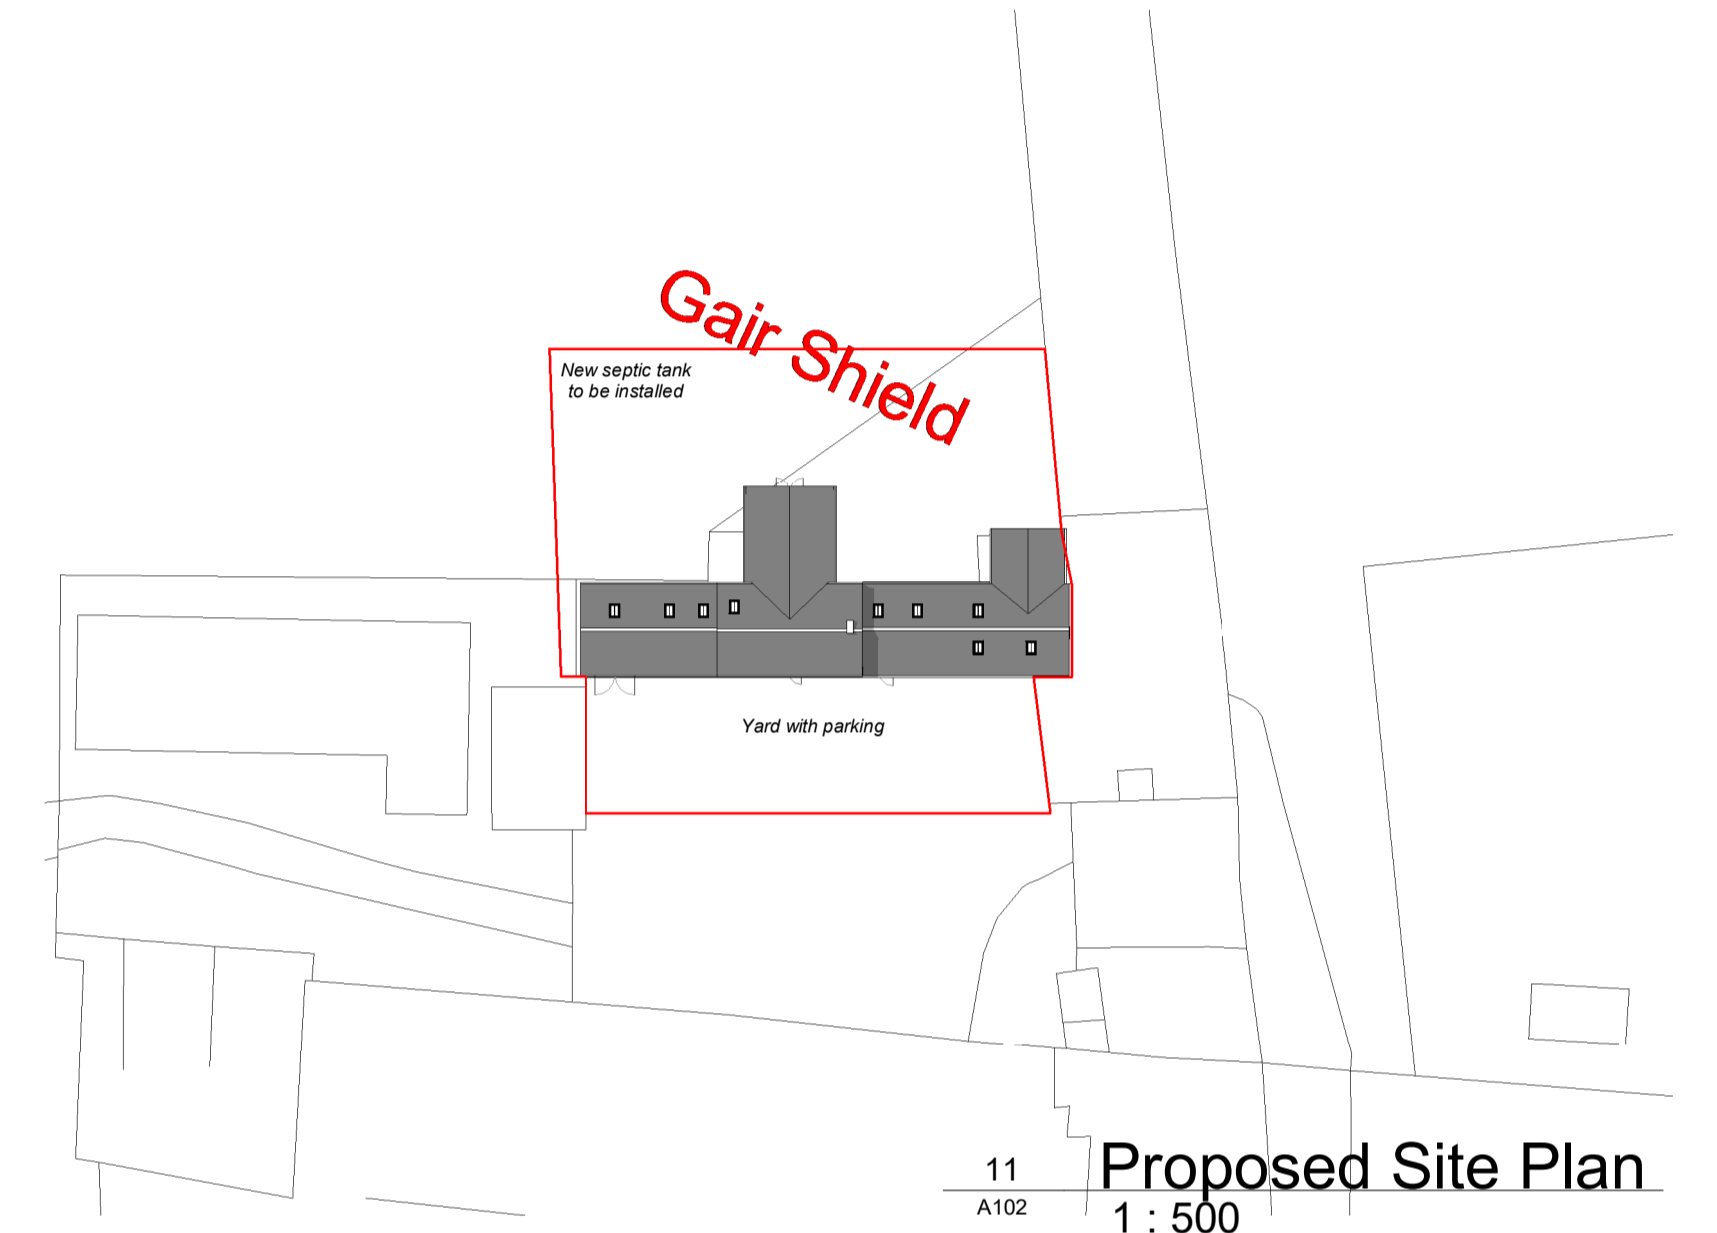 Gair Shield
New septic tank
to be installed
Yard with parking
11
A102
Proposed Site Plan
1 : 500